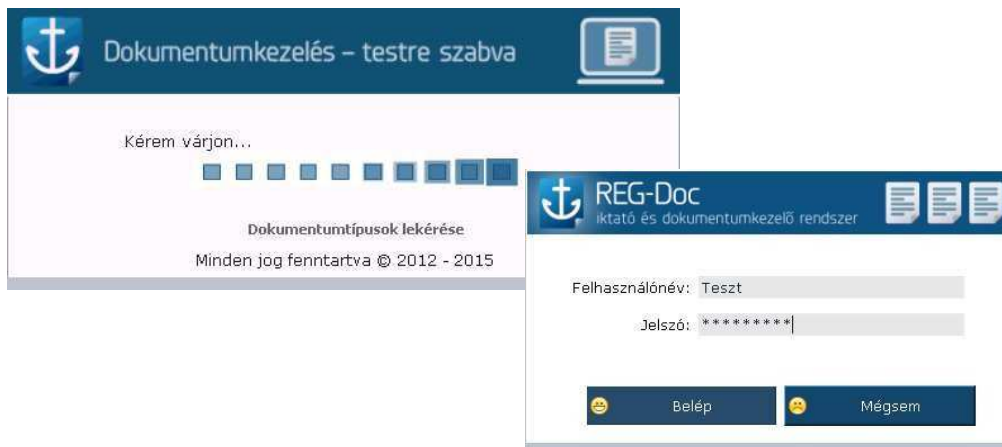 Dokumentumkezelés – testre szabva
Kérem várjon...
Dokumentumtípusok lekérése
Minden jog fenntartva © 2012 - 2015
REG-Doc
iktató és dokumentumkezelő rendszer
Felhasználónév: Teszt
Jelszó: *********
Belép Mégsem